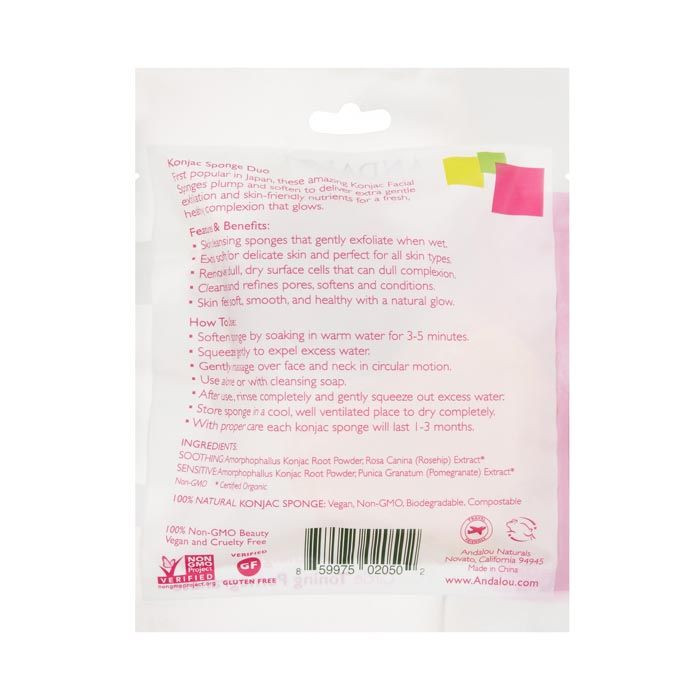 Konjac Sponge Duo
First popular in Japan, these amazing Konjac Facial
Sponges plump and soften to deliver extra gentle
and skin-friendly nutrients for a fresh,
complexion that glows.
& Benefits:
• sponges that gently exfoliate when wet.
• for delicate skin and perfect for all skin types.
• dull, dry surface cells that can dull complexion.
• and refines pores, softens and conditions.
• Skin soft, smooth, and healthy with a natural glow.
How To
• Soften by soaking in warm water for 3-5 minutes.
• Squeeze to expel excess water.
• Gently massage over face and neck in circular motion.
• Use alone or with cleansing soap.
• After use, rinse completely and gently squeeze out excess water.
• Store sponge in a cool, well ventilated place to dry completely.
• With proper care each konjac sponge will last 1-3 months.
INGREDIENTS:
SOOTHING Amorphophallus Konjac Root Powder, Rosa Canina (Rosehip) Extract*
SENSITIVE Amorphophallus Konjac Root Powder, Punica Granatum (Pomegranate) Extract*
Non-GMO * Certified Organic
100% NATURAL KONJAC SPONGE: Vegan, Non-GMO, Biodegradable, Compostable
100% Non-GMO Beauty
Vegan and Cruelty Free
NON
GMO
Project
VERIFIED
nongmoproject.org
VERIFIED
GF
GLUTEN FREE
8 59975 02050 2
TRAVEL
FRIENDLY
Andalou Naturals
Novato, California 94945
Made in China
www.Andalou.com